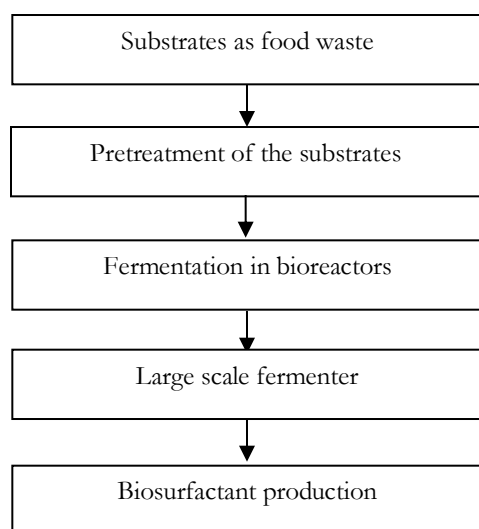 Substrates as food waste
Pretreatment of the substrates
Fermentation in bioreactors
Large scale fermenter
Biosurfactant production